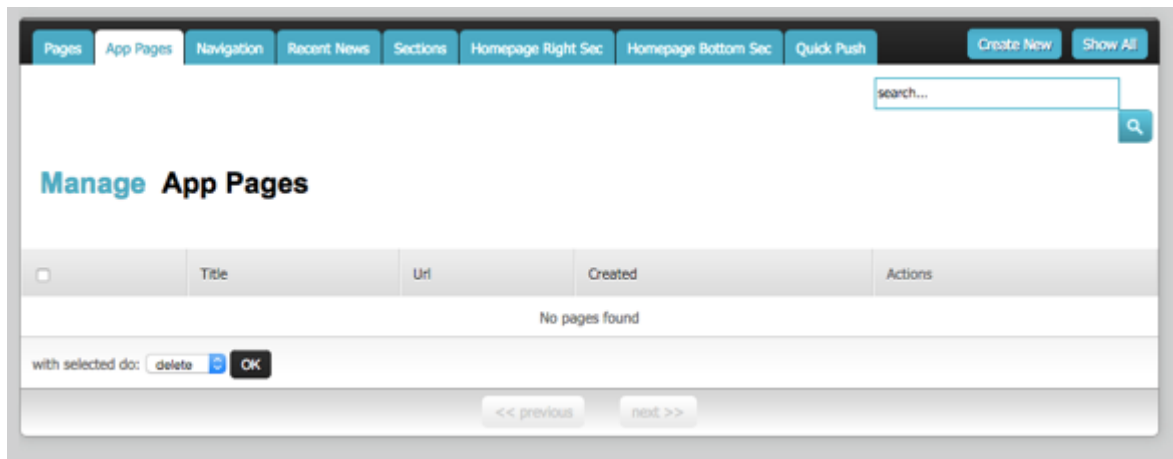 Pages App Pages Navigation Recent News Sections Homepage Right Sec Homepage Bottom Sec Quick Push Create New Show All
search...
Manage App Pages
Title Url Created Actions
No pages found
with selected do: delete OK
<< previous next >>